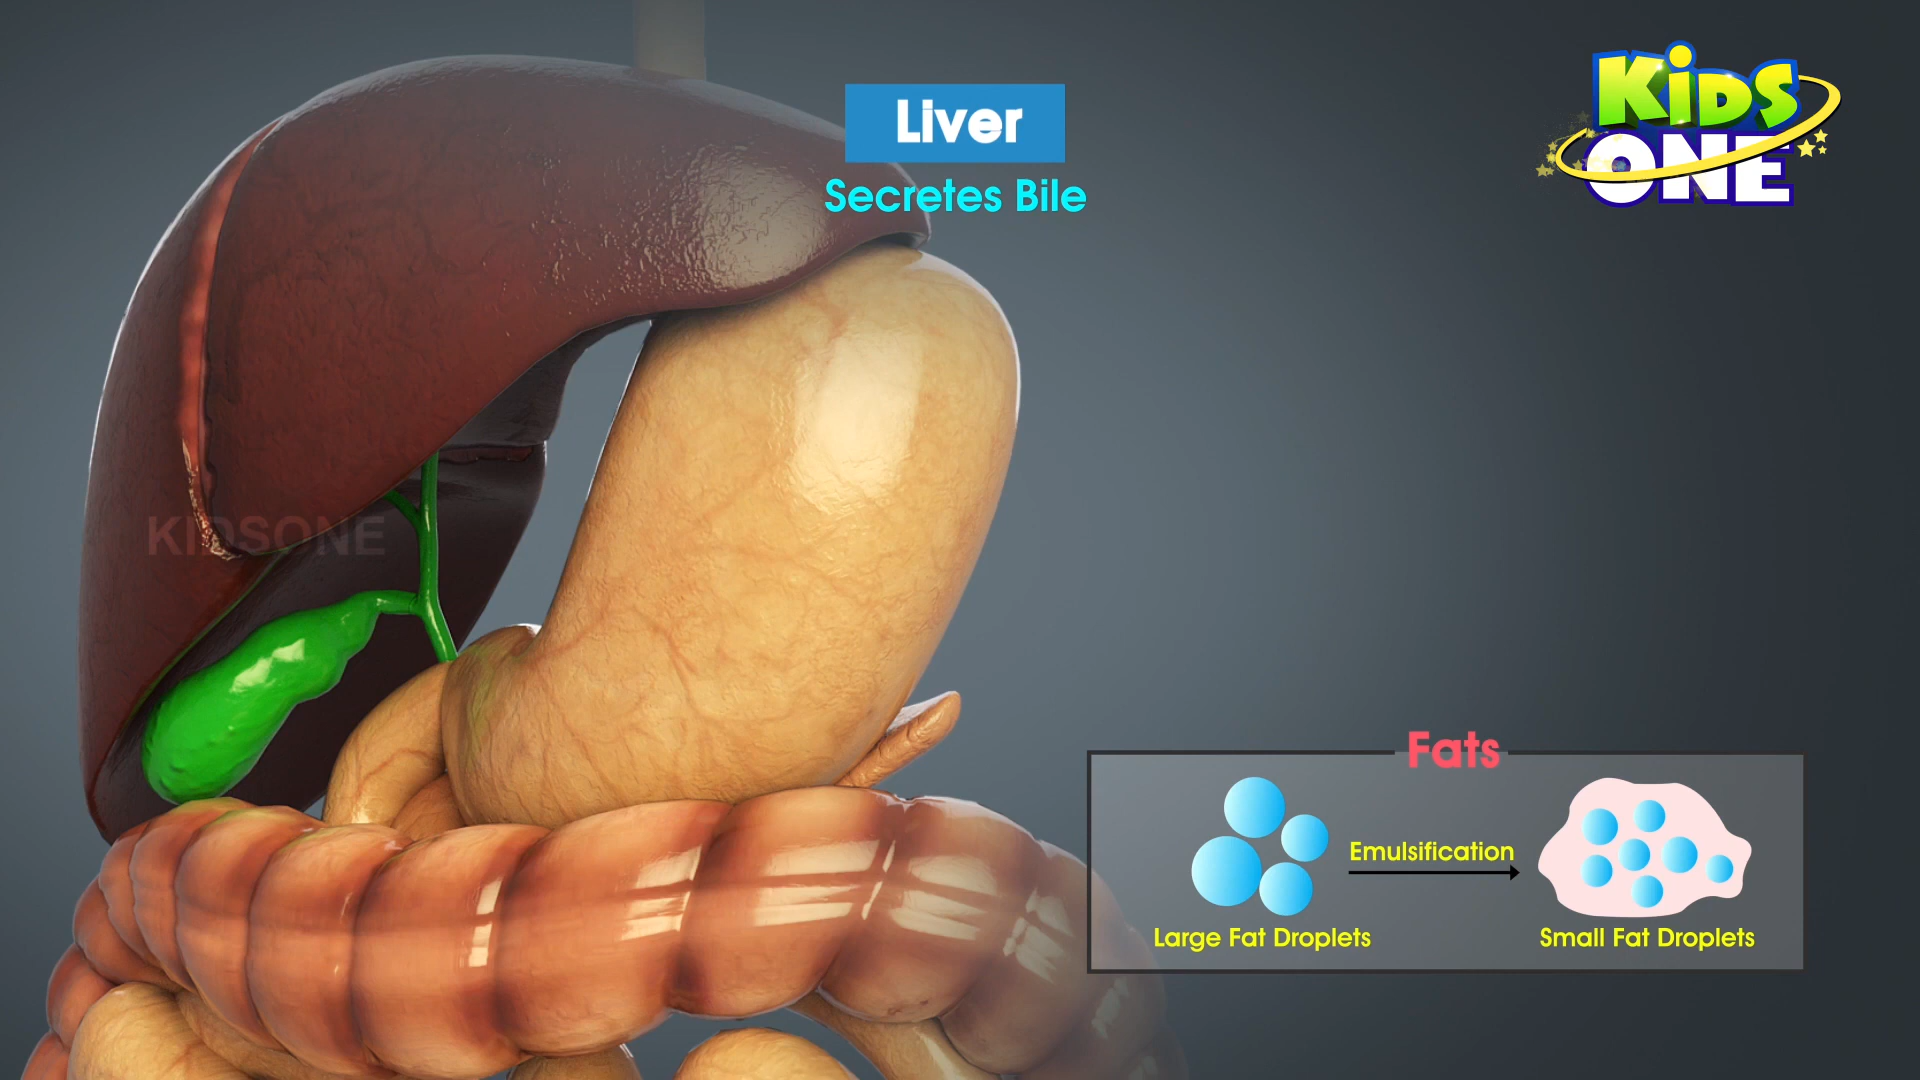 Liver
Secretes Bile
KiDS
ONE
KIDSONE
Fats
Emulsification
Large Fat Droplets
Small Fat Droplets